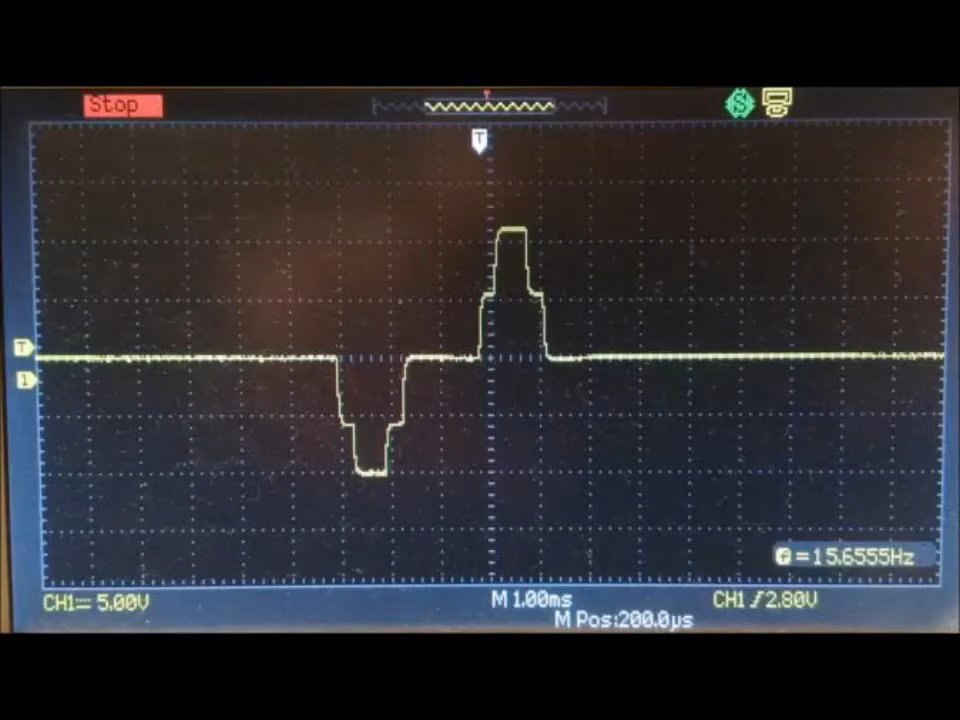 Stop
T
T
1
f=15.6555Hz
CH1 5.00V
M 1.00ms
CH1 2.80V
M Pos:200.0µs